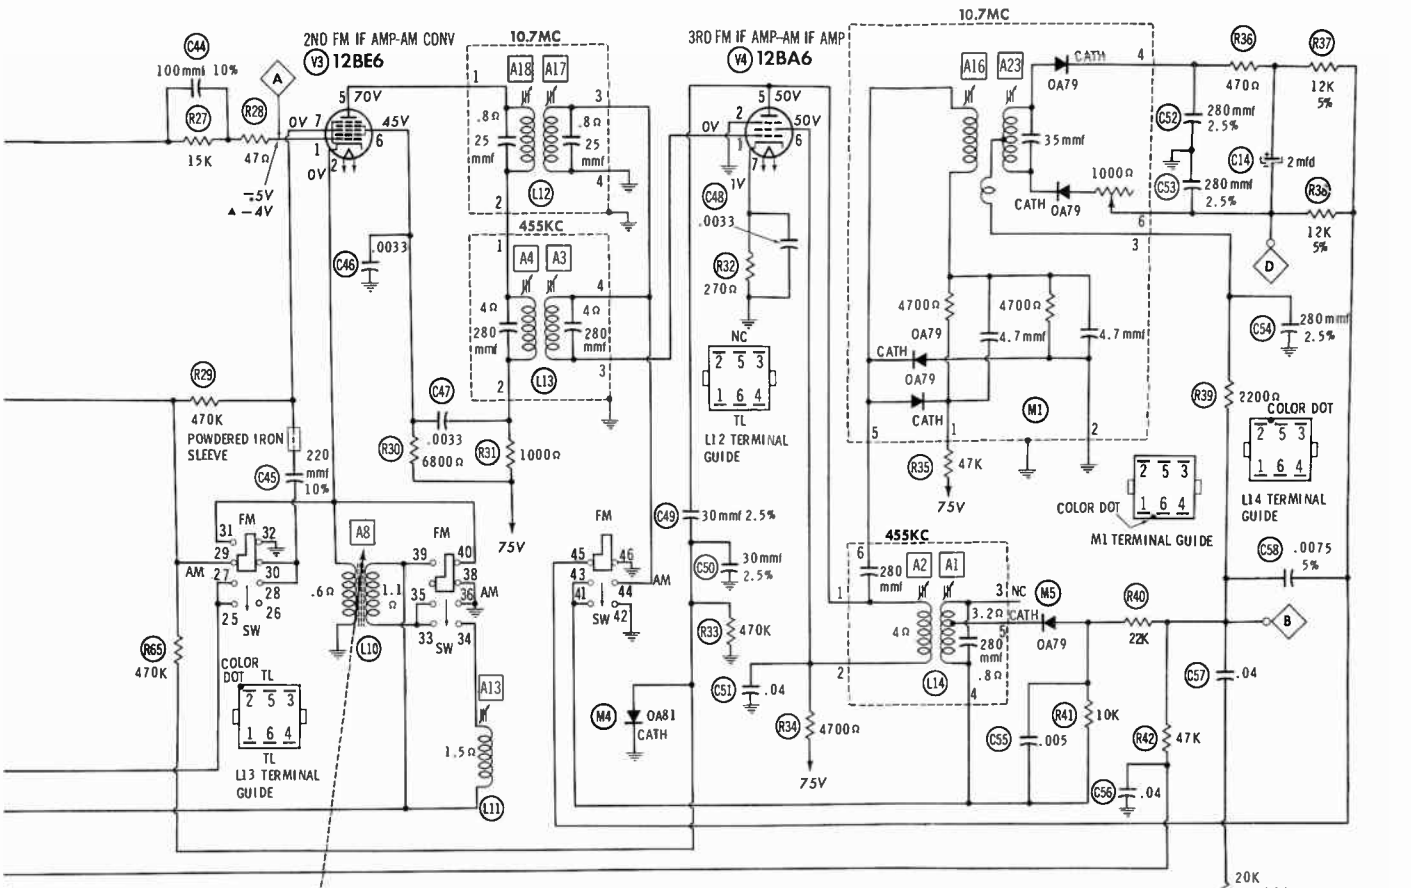 10.7MC
C44
100mmf 10%
2ND FM IF AMP-AM CONV
V3 12BE6
10.7MC
3RD FM IF AMP-AM IF AMP
V4 12BA6
A
R27
15K
R28
47Ω
0V 7
5 70V
45V
6
1
2
0V
-.5V
▲ -4V
1
A18
A17
3
.8Ω
25
mmf
.8Ω
25
mmf
4
L12
2
455KC
1
A4
A3
4
4Ω
280
mmf
4Ω
280
mmf
3
2
L13
C46
.0033
5 50V
50V
2
0V
1
7
6
1V
C48
.0033
R32
270Ω
NC
2 5 3
1 6 4
TL
L12 TERMINAL
GUIDE
A16
A23
CATH
OA79
4
35mmf
CATH
OA79
1000Ω
6
3
4700Ω
4700Ω
OA79
4.7mmf
4.7mmf
CATH
OA79
CATH
M1
5
1
2
R35
47K
75V
R36
470Ω
R37
12K
5%
C52
280mmf
2.5%
C14
2 mfd
C53
280 mmf
2.5%
R38
12K
5%
D
C54
280mmf
2.5%
R39
2200Ω
COLOR DOT
2 5 3
1 6 4
L14 TERMINAL
GUIDE
2 5 3
1 6 4
COLOR DOT
M1 TERMINAL GUIDE
R29
470K
POWDERED IRON
SLEEVE
C45
220
mmf
10%
C47
.0033
R30
6800Ω
R31
1000Ω
75V
31
FM
32
29
AM
27
30
28
25
26
SW
A8
.6Ω
1.1
Ω
L10
39
FM
40
38
AM
35
36
33
SW
34
R65
470K
COLOR
DOT
TL
2 5 3
1 6 4
TL
L13 TERMINAL
GUIDE
A13
1.5Ω
L11
FM
45
46
43
AM
41
44
SW
42
C49
30mmf 2.5%
C50
30mmf
2.5%
R33
470K
M4
OA81
CATH
C51
.04
R34
4700Ω
75V
455KC
6
280
mmf
A2
A1
1
3
NC
3.2Ω
CATH
5
4Ω
280
mmf
.8Ω
2
L14
4
M5
OA79
R40
22K
B
C58
.0075
5%
C57
.04
C55
.005
R41
10K
R42
47K
C56
.04
20K